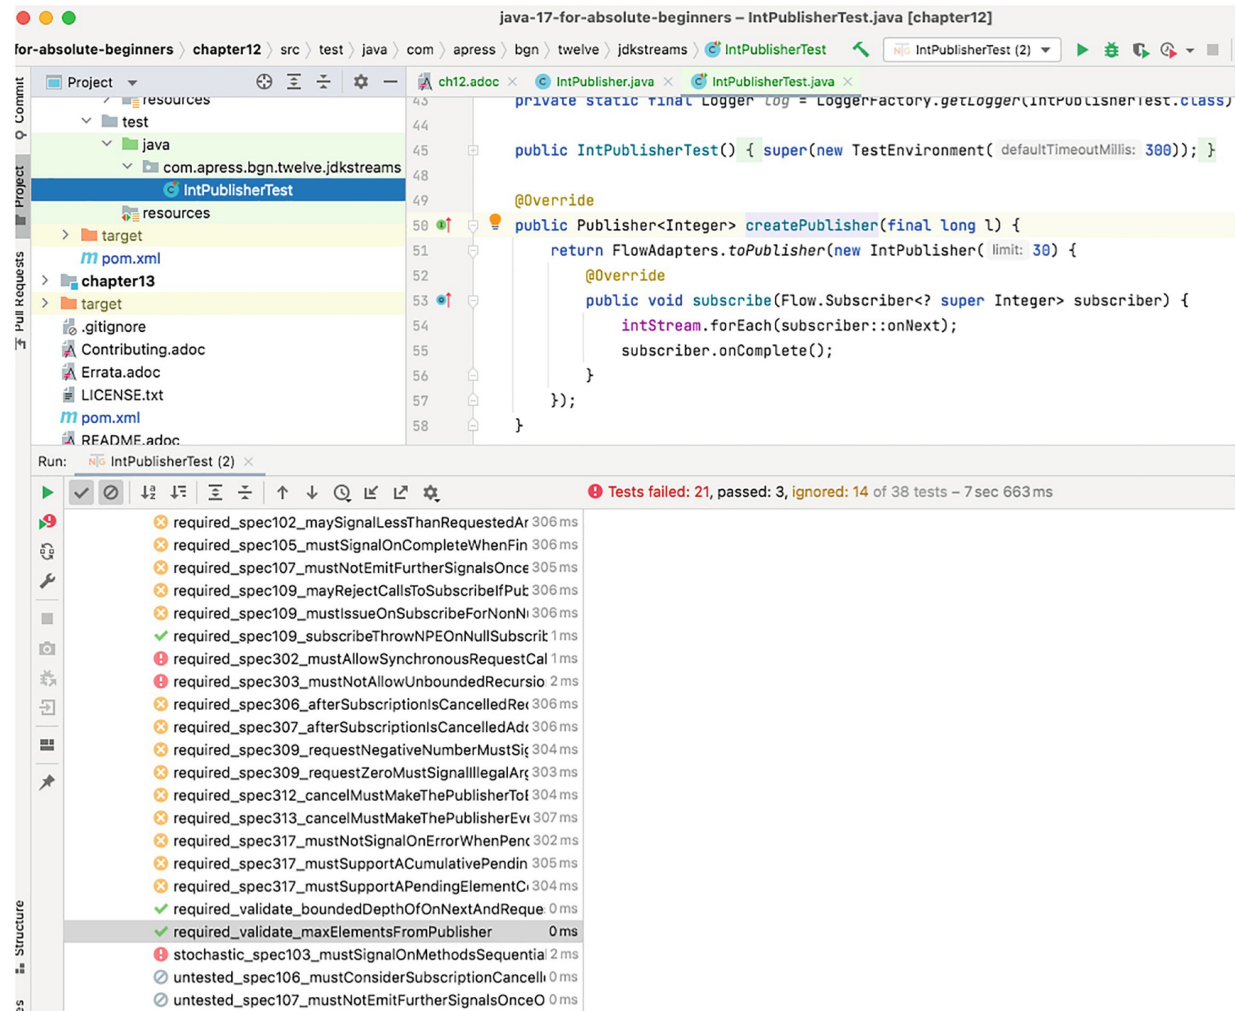 java-17-for-absolute-beginners – IntPublisherTest.java [chapter12]
for-absolute-beginners 〉 chapter12 〉 src 〉 test 〉 java 〉 com 〉 apress 〉 bgn 〉 twelve 〉 jdkstreams 〉 IntPublisherTest
IntPublisherTest (2)
Commit
Project
Pull Requests
Structure
Project
resources
test
java
com.apress.bgn.twelve.jdkstreams
IntPublisherTest
resources
target
pom.xml
chapter13
target
.gitignore
Contributing.adoc
Errata.adoc
LICENSE.txt
pom.xml
README.adoc
ch12.adoc
IntPublisher.java
IntPublisherTest.java
43 private static final Logger log = LoggerFactory.getLogger(IntPublisherTest.class)
44
45 public IntPublisherTest() { super(new TestEnvironment( defaultTimeoutMillis: 300)); }
48
49 @Override
50 public Publisher<Integer> createPublisher(final long l) {
51 return FlowAdapters.toPublisher(new IntPublisher( limit: 30) {
52 @Override
53 public void subscribe(Flow.Subscriber<? super Integer> subscriber) {
54 intStream.forEach(subscriber::onNext);
55 subscriber.onComplete();
56 }
57 });
58 }
Run: IntPublisherTest (2)
Tests failed: 21, passed: 3, ignored: 14 of 38 tests – 7 sec 663 ms
required_spec102_maySignalLessThanRequestedAr 306 ms
required_spec105_mustSignalOnCompleteWhenFin 306 ms
required_spec107_mustNotEmitFurtherSignalsOnce 305 ms
required_spec109_mayRejectCallsToSubscribeIfPub 306 ms
required_spec109_mustIssueOnSubscribeForNonN 306 ms
required_spec109_subscribeThrowNPEOnNullSubscrib 1 ms
required_spec302_mustAllowSynchronousRequestCal 1 ms
required_spec303_mustNotAllowUnboundedRecursio 2 ms
required_spec306_afterSubscriptionIsCancelledRec 306 ms
required_spec307_afterSubscriptionIsCancelledAdd 306 ms
required_spec309_requestNegativeNumberMustSig 304 ms
required_spec309_requestZeroMustSignalIllegalArg 303 ms
required_spec312_cancelMustMakeThePublisherToE 304 ms
required_spec313_cancelMustMakeThePublisherEve 307 ms
required_spec317_mustNotSignalOnErrorWhenPend 302 ms
required_spec317_mustSupportACumulativePendin 305 ms
required_spec317_mustSupportAPendingElementC 304 ms
required_validate_boundedDepthOfOnNextAndReque 0 ms
required_validate_maxElementsFromPublisher 0 ms
stochastic_spec103_mustSignalOnMethodsSequentia 2 ms
untested_spec106_mustConsiderSubscriptionCancell 0 ms
untested_spec107_mustNotEmitFurtherSignalsOnceO 0 ms